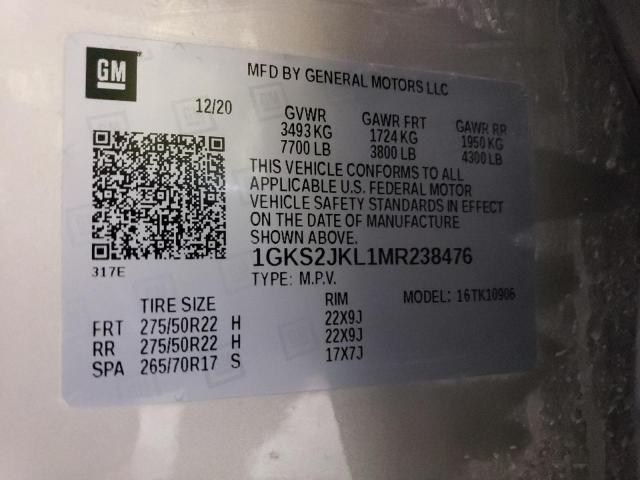 GM
MFD BY GENERAL MOTORS LLC
12/20 GVWR GAWR FRT GAWR RR
3493 KG 1724 KG 1950 KG
7700 LB 3800 LB 4300 LB
THIS VEHICLE CONFORMS TO ALL
APPLICABLE U.S. FEDERAL MOTOR
VEHICLE SAFETY STANDARDS IN EFFECT
ON THE DATE OF MANUFACTURE
SHOWN ABOVE.
1GKS2JKL1MR238476
317E
TYPE: M.P.V. MODEL: 16TK10906
TIRE SIZE RIM
FRT 275/50R22 H 22X9J
RR 275/50R22 H 22X9J
SPA 265/70R17 S 17X7J